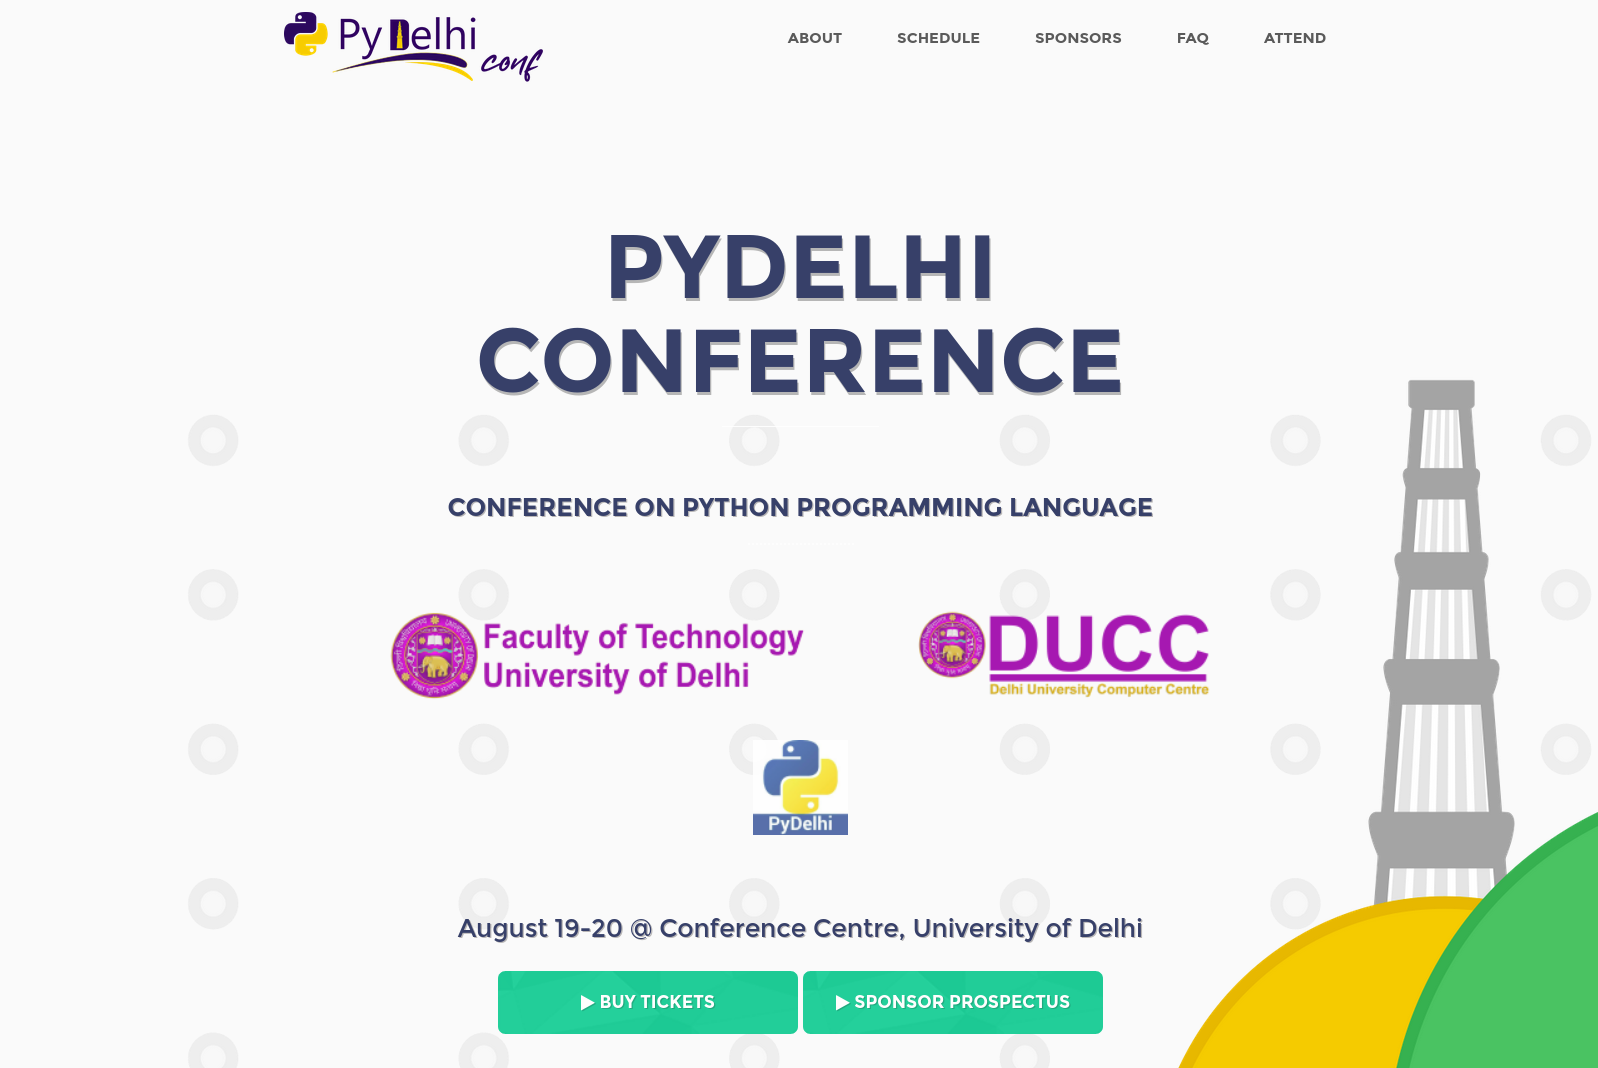 PyDelhi
conf
ABOUT
SCHEDULE
SPONSORS
FAQ
ATTEND
PYDELHI
CONFERENCE
CONFERENCE ON PYTHON PROGRAMMING LANGUAGE
Faculty of Technology
University of Delhi
DUCC
Delhi University Computer Centre
PyDelhi
August 19-20 @ Conference Centre, University of Delhi
BUY TICKETS
SPONSOR PROSPECTUS